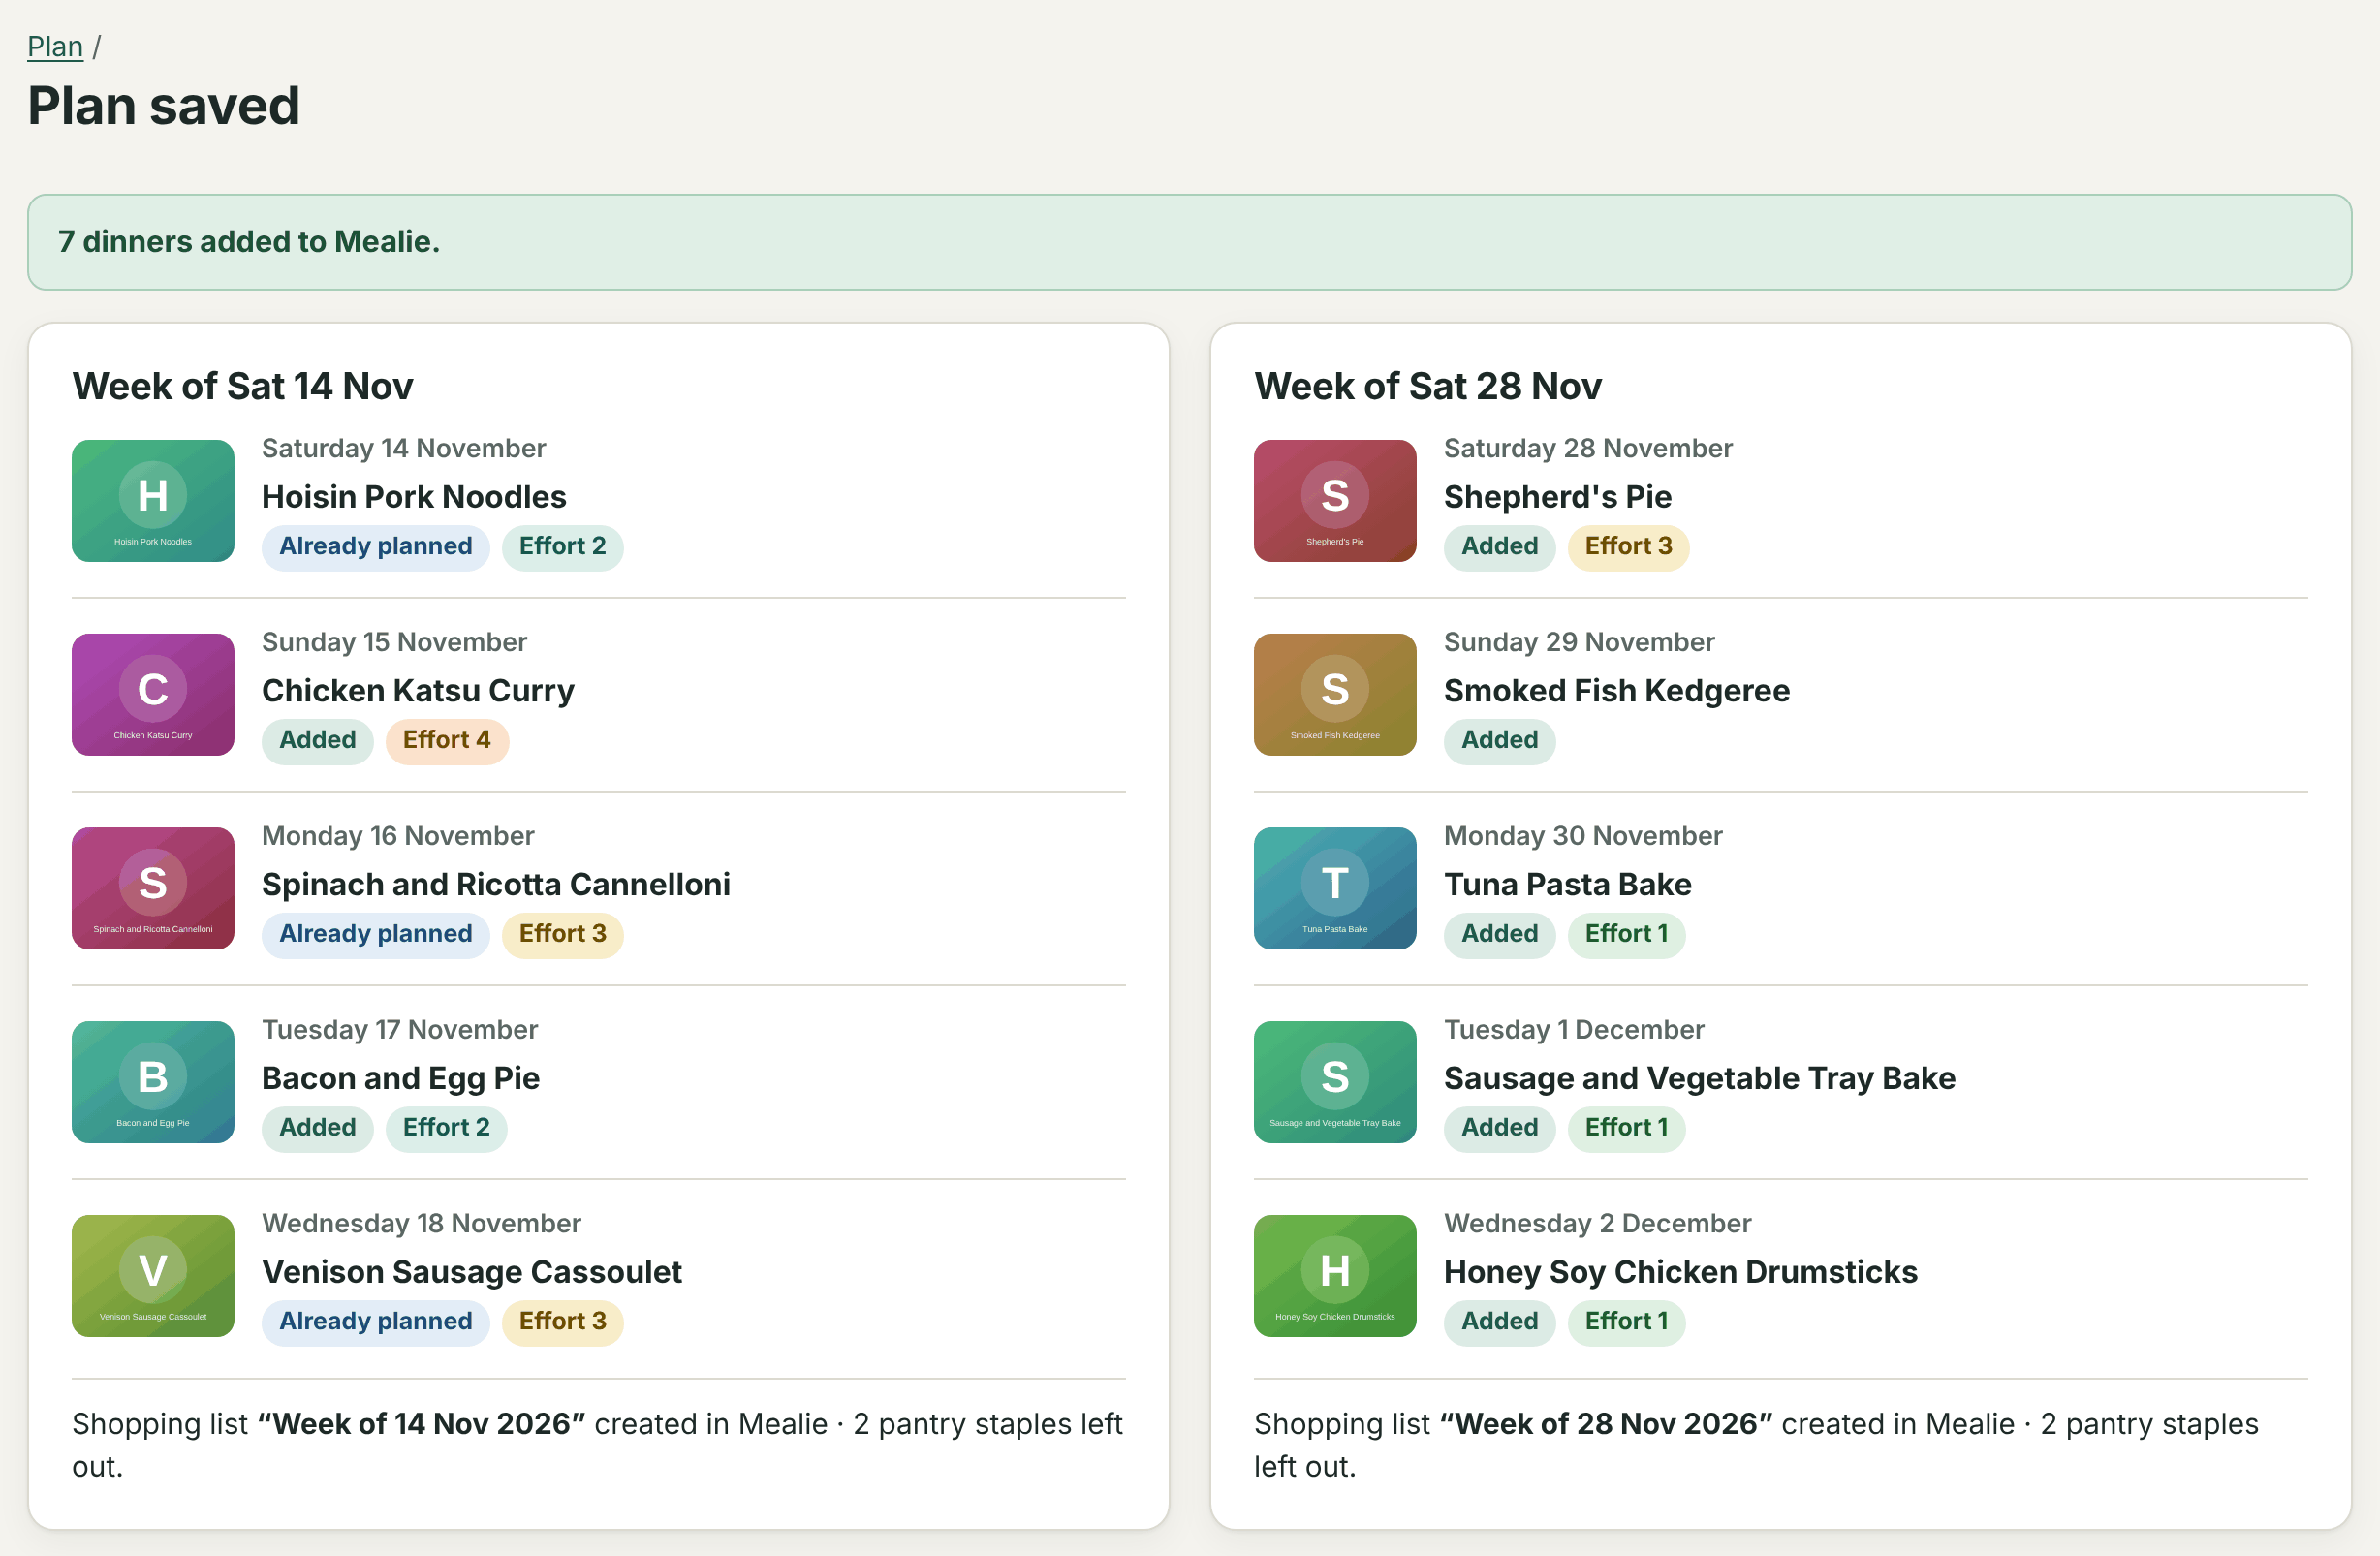 Plan /
Plan saved
7 dinners added to Mealie.
Week of Sat 14 Nov
H
Hoisin Pork Noodles
Saturday 14 November
Hoisin Pork Noodles
Already planned Effort 2
C
Chicken Katsu Curry
Sunday 15 November
Chicken Katsu Curry
Added Effort 4
S
Spinach and Ricotta Cannelloni
Monday 16 November
Spinach and Ricotta Cannelloni
Already planned Effort 3
B
Bacon and Egg Pie
Tuesday 17 November
Bacon and Egg Pie
Added Effort 2
V
Venison Sausage Cassoulet
Wednesday 18 November
Venison Sausage Cassoulet
Already planned Effort 3
Shopping list “Week of 14 Nov 2026” created in Mealie · 2 pantry staples left
out.
Week of Sat 28 Nov
S
Shepherd's Pie
Saturday 28 November
Shepherd's Pie
Added Effort 3
S
Smoked Fish Kedgeree
Sunday 29 November
Smoked Fish Kedgeree
Added
T
Tuna Pasta Bake
Monday 30 November
Tuna Pasta Bake
Added Effort 1
S
Sausage and Vegetable Tray Bake
Tuesday 1 December
Sausage and Vegetable Tray Bake
Added Effort 1
H
Honey Soy Chicken Drumsticks
Wednesday 2 December
Honey Soy Chicken Drumsticks
Added Effort 1
Shopping list “Week of 28 Nov 2026” created in Mealie · 2 pantry staples
left out.